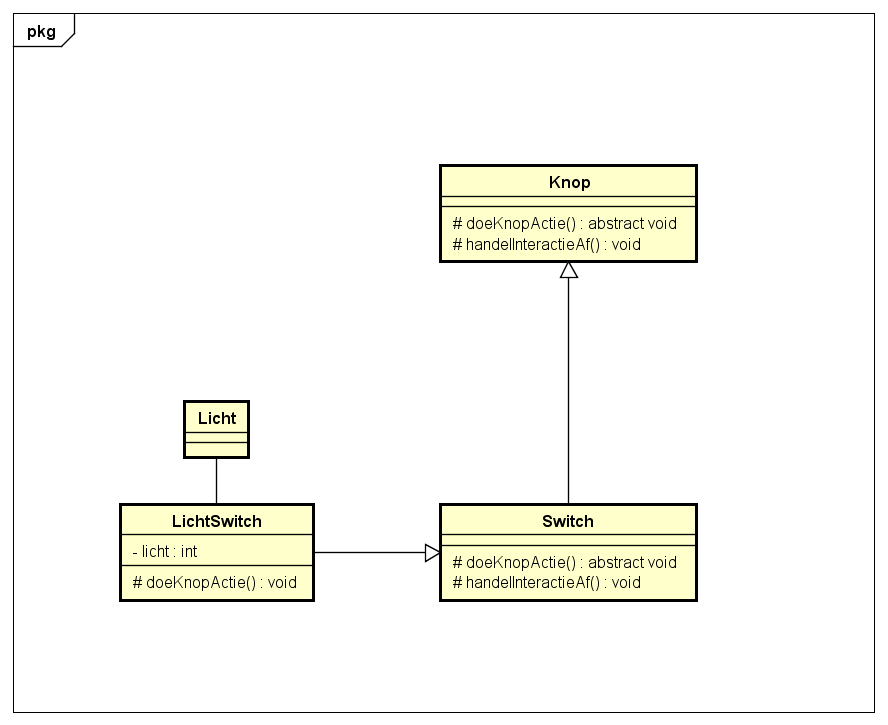 pkg
Knop
# doeKnopActie() : abstract void
# handelInteractieAf() : void
Licht
LichtSwitch
- licht : int
# doeKnopActie() : void
Switch
# doeKnopActie() : abstract void
# handelInteractieAf() : void